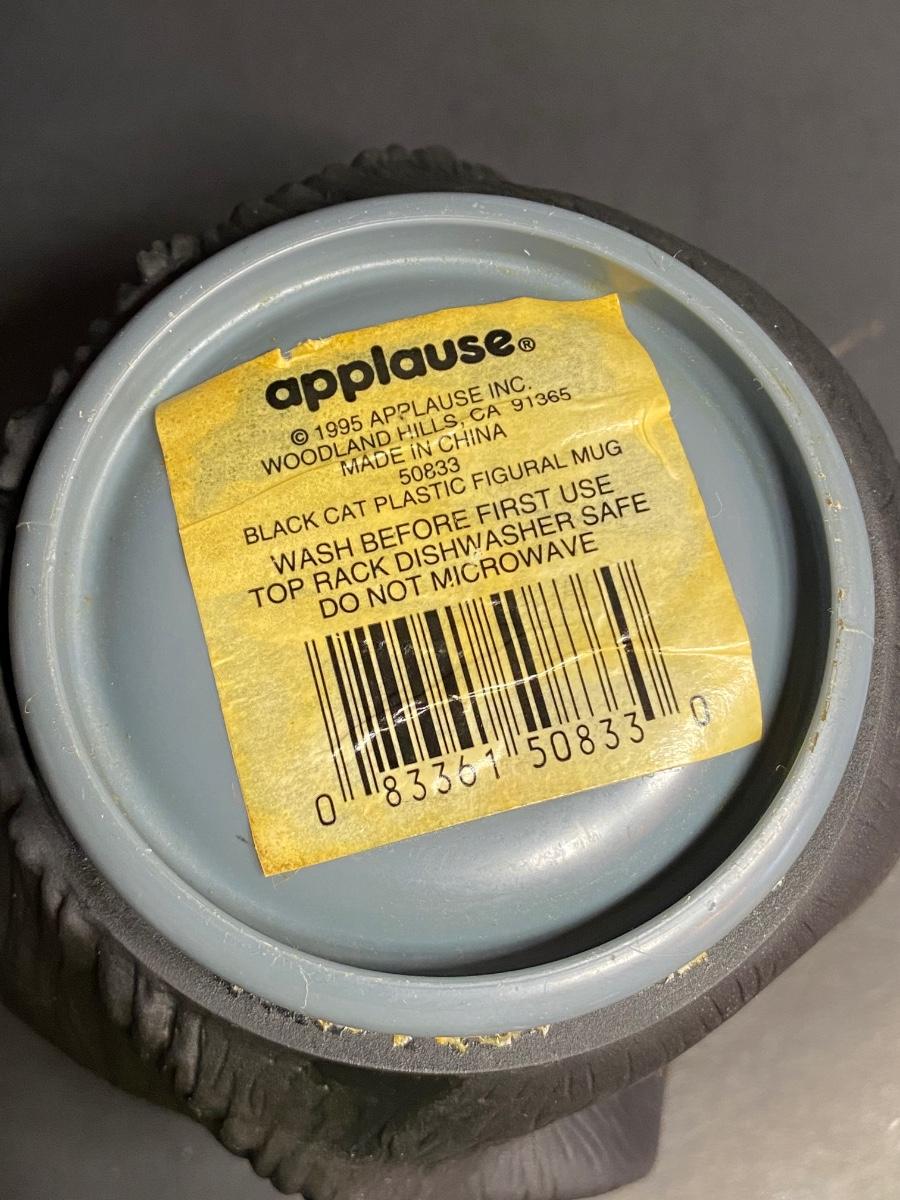 applause®
© 1995 APPLAUSE INC.
WOODLAND HILLS, CA 91365
MADE IN CHINA
50833
BLACK CAT PLASTIC FIGURAL MUG
WASH BEFORE FIRST USE
TOP RACK DISHWASHER SAFE
DO NOT MICROWAVE
0 83361 50833 0